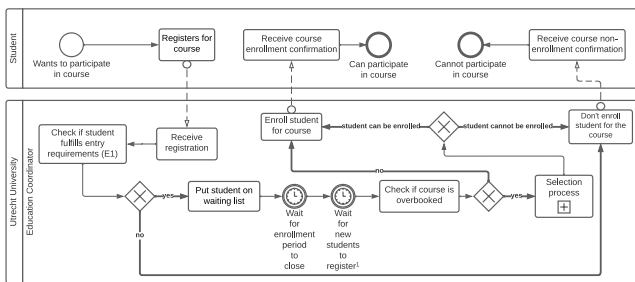 Student
Wants to participate
in course
Registers for
course
Receive course
enrollment confirmation
Can participate
in course
Cannot participate
in course
Receive course non-
enrollment confirmation
Utrecht University
Education Coordinator
Check if student
fulfills entry
requirements (E1)
Receive
registration
Enroll student
for course
student can be enrolled
student cannot be enrolled
Don't enroll
student for the
course
yes
Put student on
waiting list
Wait
for
enrollment
period
to
close
Wait
for
new
students
to
register¹
Check if course is
overbooked
no
yes
Selection
process
no